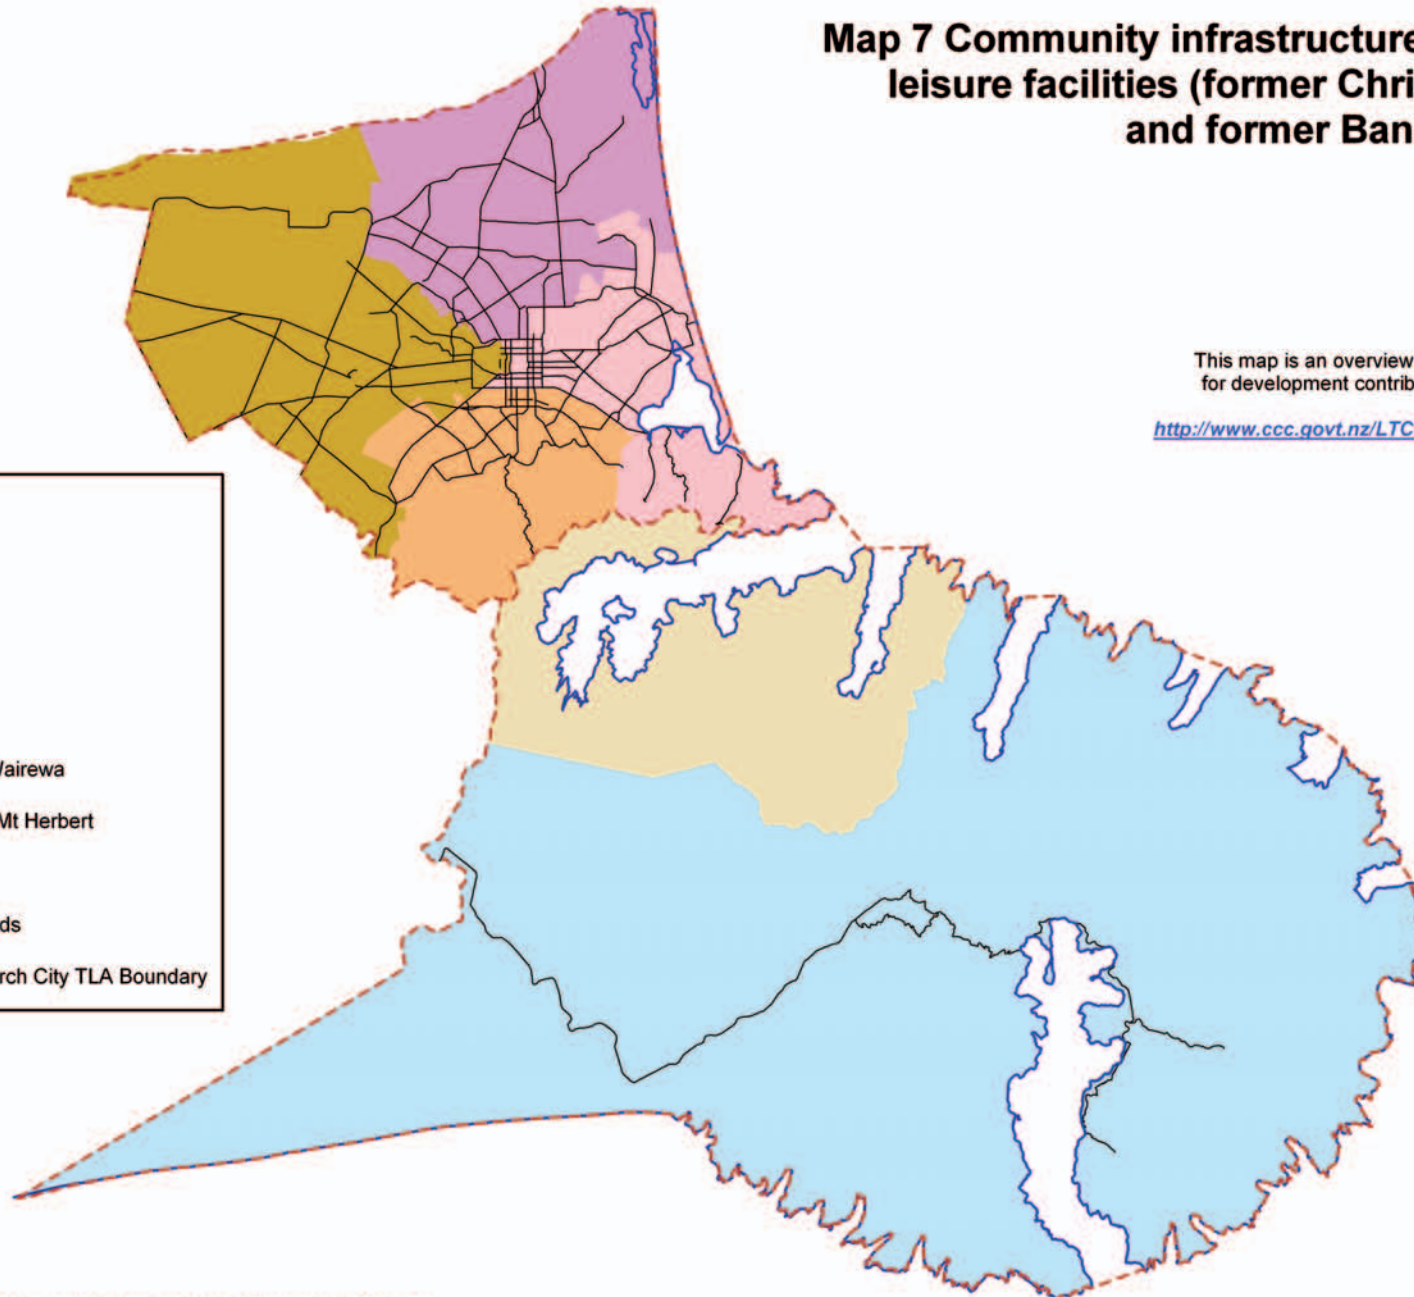 Map 7 Community infrastructure
leisure facilities (former Chri
and former Ban
This map is an overview
for development contrib
http://www.ccc.govt.nz/LTC
Wairewa
Mt Herbert
ds
rch City TLA Boundary